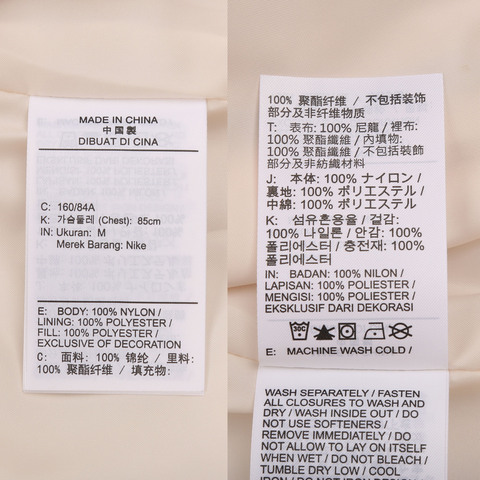 MADE IN CHINA
中国製
DIBUAT DI CINA
C: 160/84A
K: 가슴둘레 (Chest): 85cm
IN: Ukuran: M
Merek Barang: Nike
E: BODY: 100% NYLON /
LINING: 100% POLYESTER /
FILL: 100% POLYESTER /
EXCLUSIVE OF DECORATION
C: 面料: 100% 锦纶 / 里料:
100% 聚酯纤维 / 填充物:
100% 聚酯纤维 / 不包括装饰
部分及非纤维物质
T: 表布: 100% 尼龍 / 裡布:
100% 聚酯纖維 / 內填物:
100% 聚酯纖維 / 不包括裝飾
部分及非紡織材料
J: 本体: 100% ナイロン /
裏地: 100% ポリエステル /
中綿: 100% ポリエステル
K: 섬유혼용율 / 겉감:
100% 나일론 / 안감: 100%
폴리에스터 / 충전재: 100%
폴리에스터
IN: BADAN: 100% NILON /
LAPISAN: 100% POLIESTER /
MENGISI: 100% POLIESTER /
EKSKLUSIF DARI DEKORASI
E: MACHINE WASH COLD /
WASH SEPARATELY / FASTEN
ALL CLOSURES TO WASH AND
DRY / WASH INSIDE OUT / DO
NOT USE SOFTENERS /
REMOVE IMMEDIATELY / DO
NOT ALLOW TO LAY ON ITSELF
WHEN WET / DO NOT BLEACH /
TUMBLE DRY LOW / COOL
IRON / DO NOT IRON DESIGN